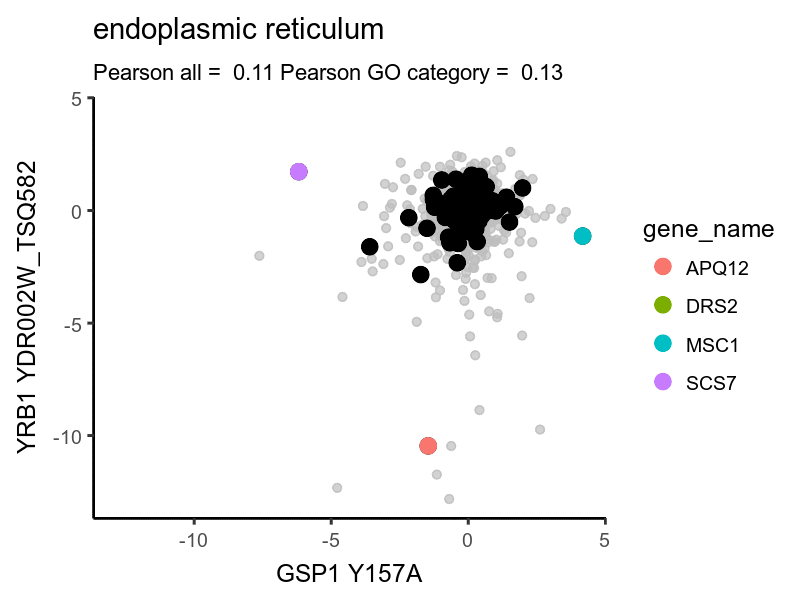 endoplasmic reticulum
Pearson all =  0.11 Pearson GO category =  0.13
5
0
-5
-10
YRB1 YDR002W_TSQ582
-10
-5
0
5
GSP1 Y157A
gene_name
APQ12
DRS2
MSC1
SCS7